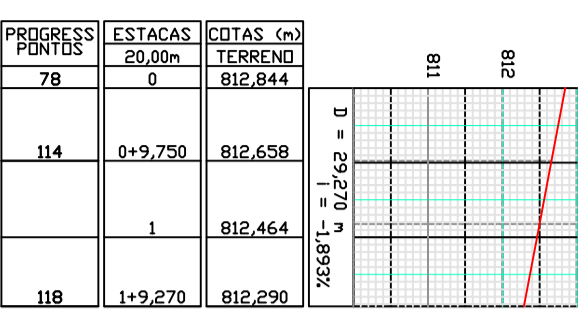 PROGRESS PONTOS
ESTACAS
COTAS (m)
20,00m
TERRENO
78
0
812,844
114
0+9,750
812,658
1
812,464
118
1+9,270
812,290
D = 29,270 m
i = -1,893%
811
812